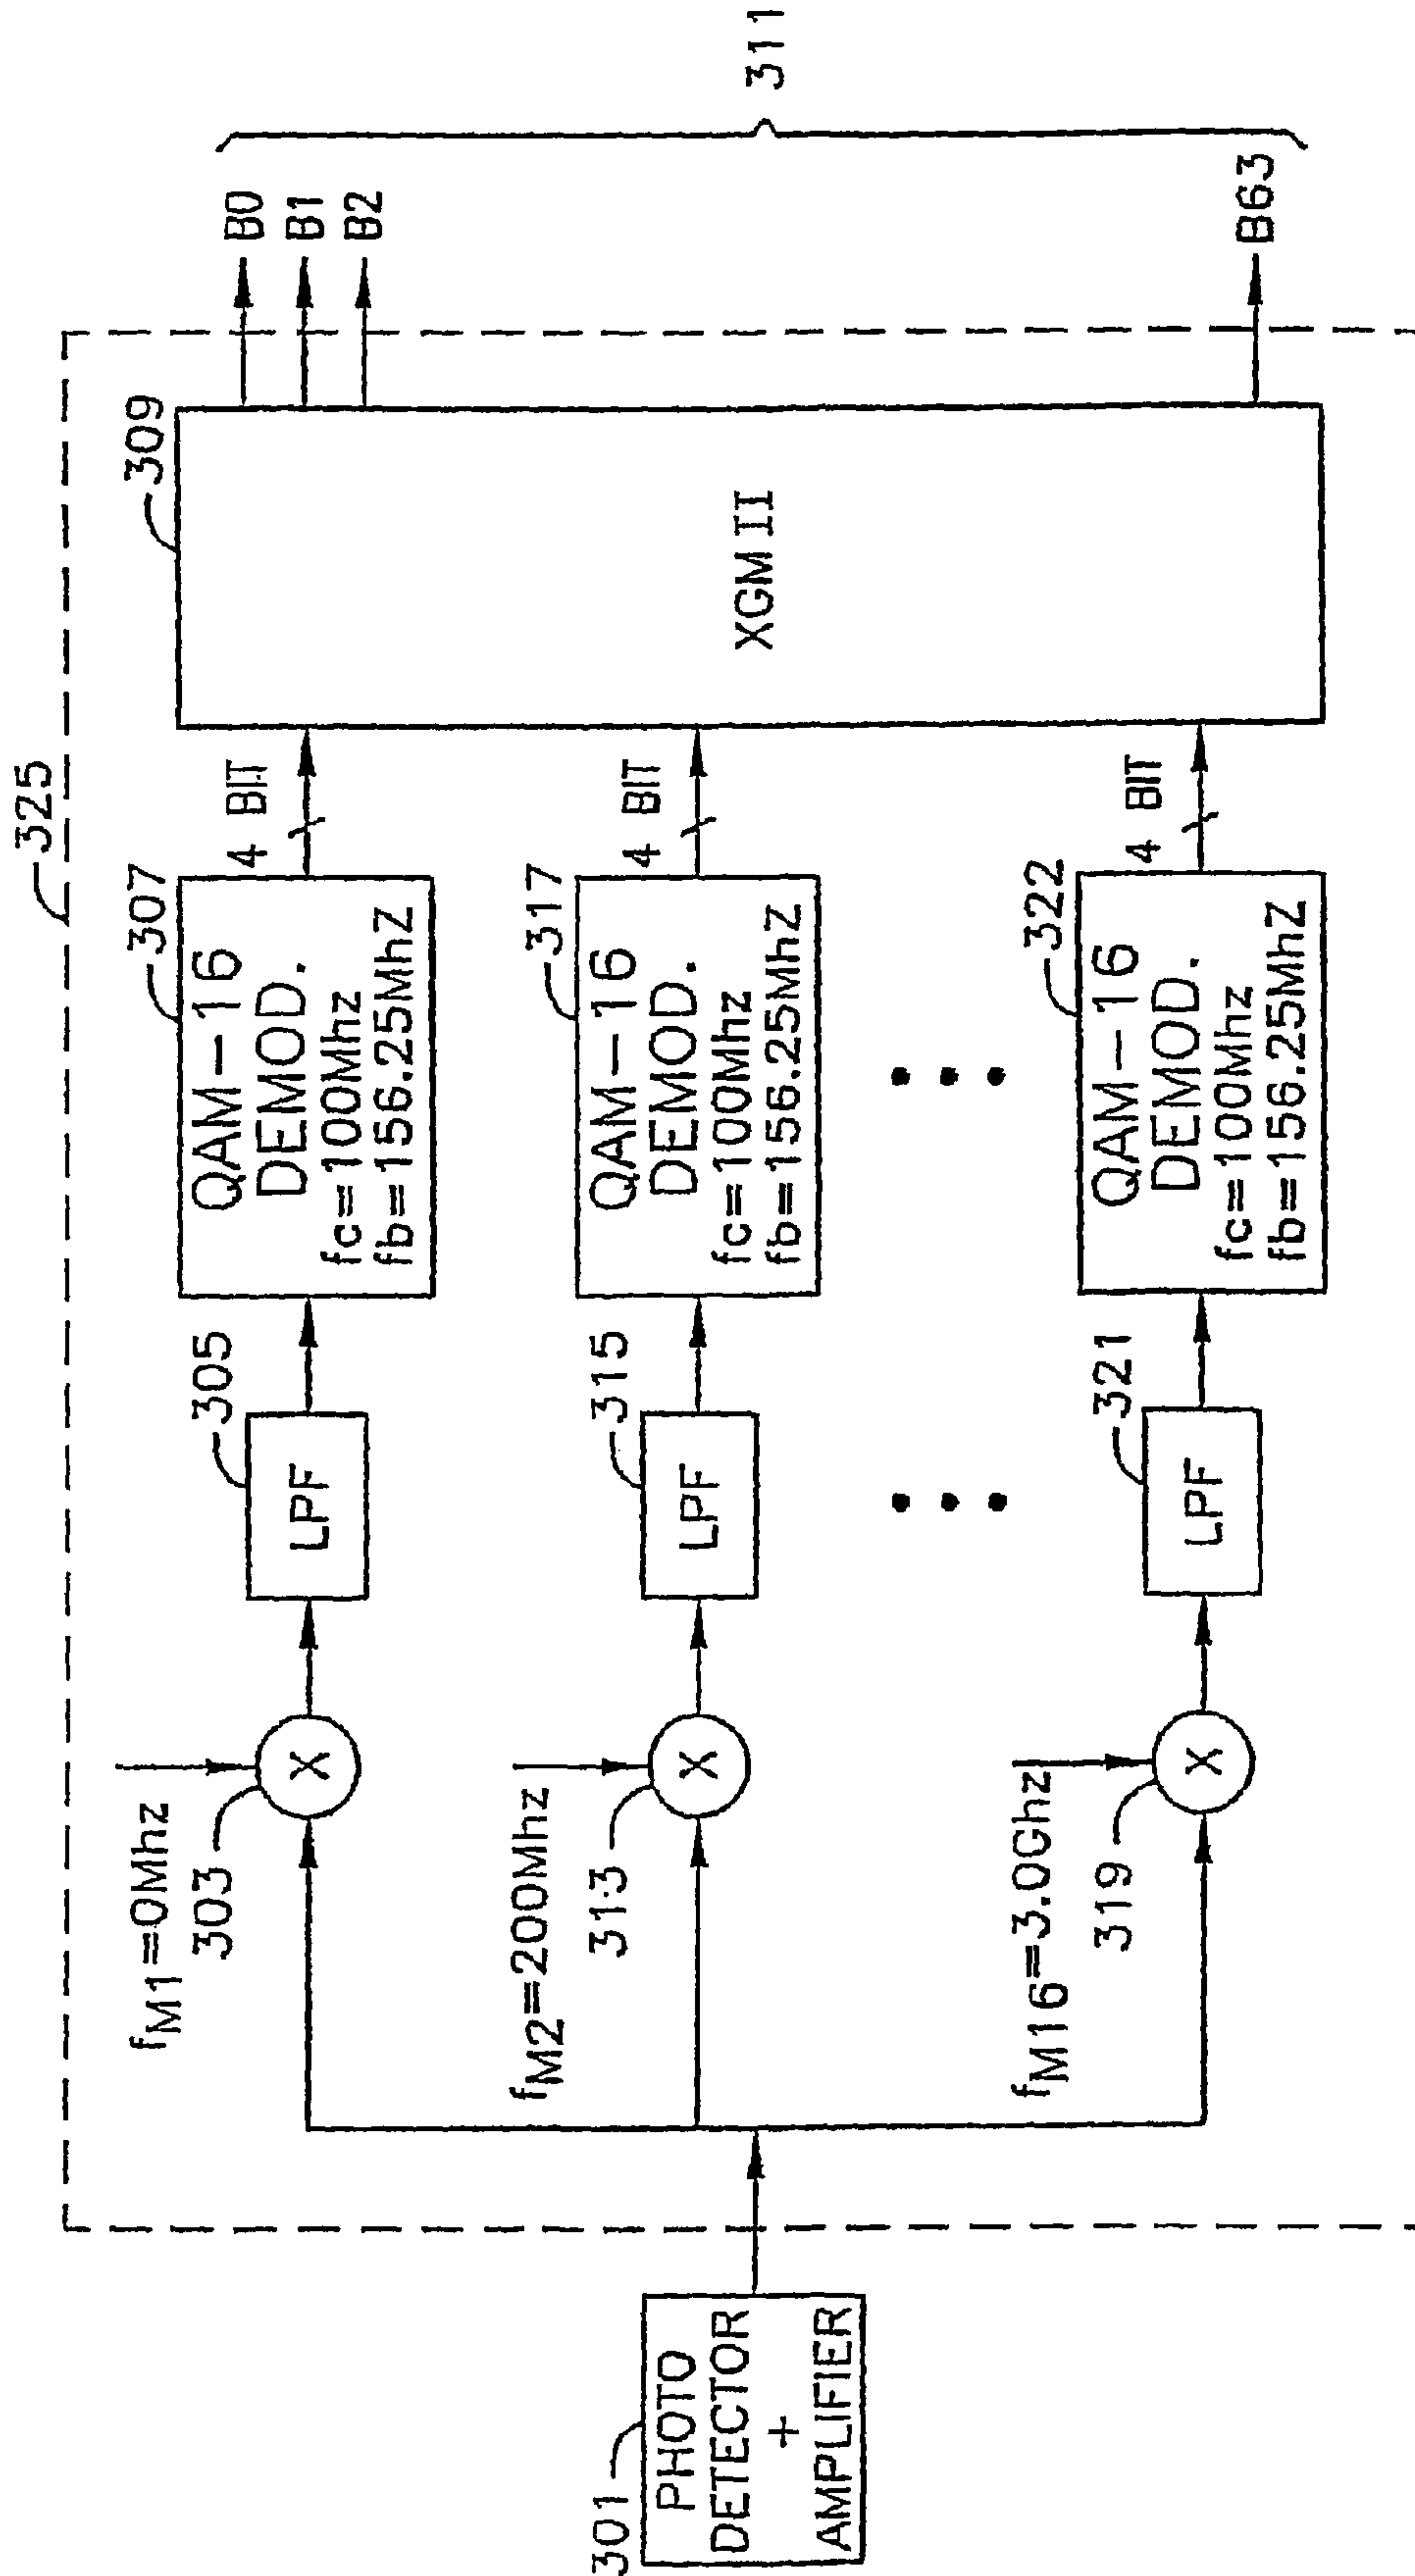 325
301
PHOTO
DETECTOR
+
AMPLIFIER
fM1=0Mhz
303
305
LPF
X
307
QAM-16
DEMOD.
fc=100Mhz
fb=156.25MhZ
4 BIT
fM2=200Mhz
313
X
315
LPF
317
QAM-16
DEMOD.
fc=100Mhz
fb=156.25MhZ
4 BIT
fM16=3.0Ghz
319
X
321
LPF
322
QAM-16
DEMOD.
fc=100Mhz
fb=156.25MhZ
4 BIT
309
XGMII
B0
B1
B2
B63
311